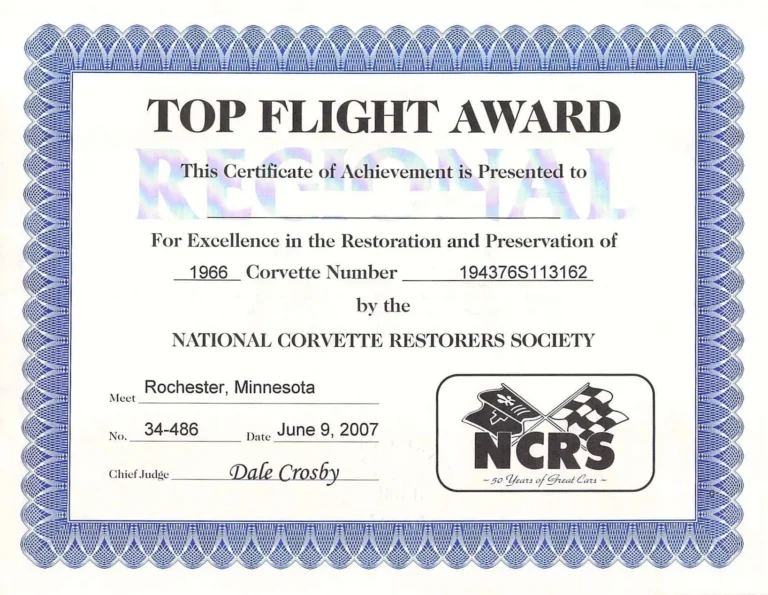 TOP FLIGHT AWARD
REGIONAL
This Certificate of Achievement is Presented to
For Excellence in the Restoration and Preservation of
1966 Corvette Number 194376S113162
by the
NATIONAL CORVETTE RESTORERS SOCIETY
Meet Rochester, Minnesota
No. 34-486 Date June 9, 2007
Chief Judge Dale Crosby
NCRS
~ 50 Years of Great Cars ~